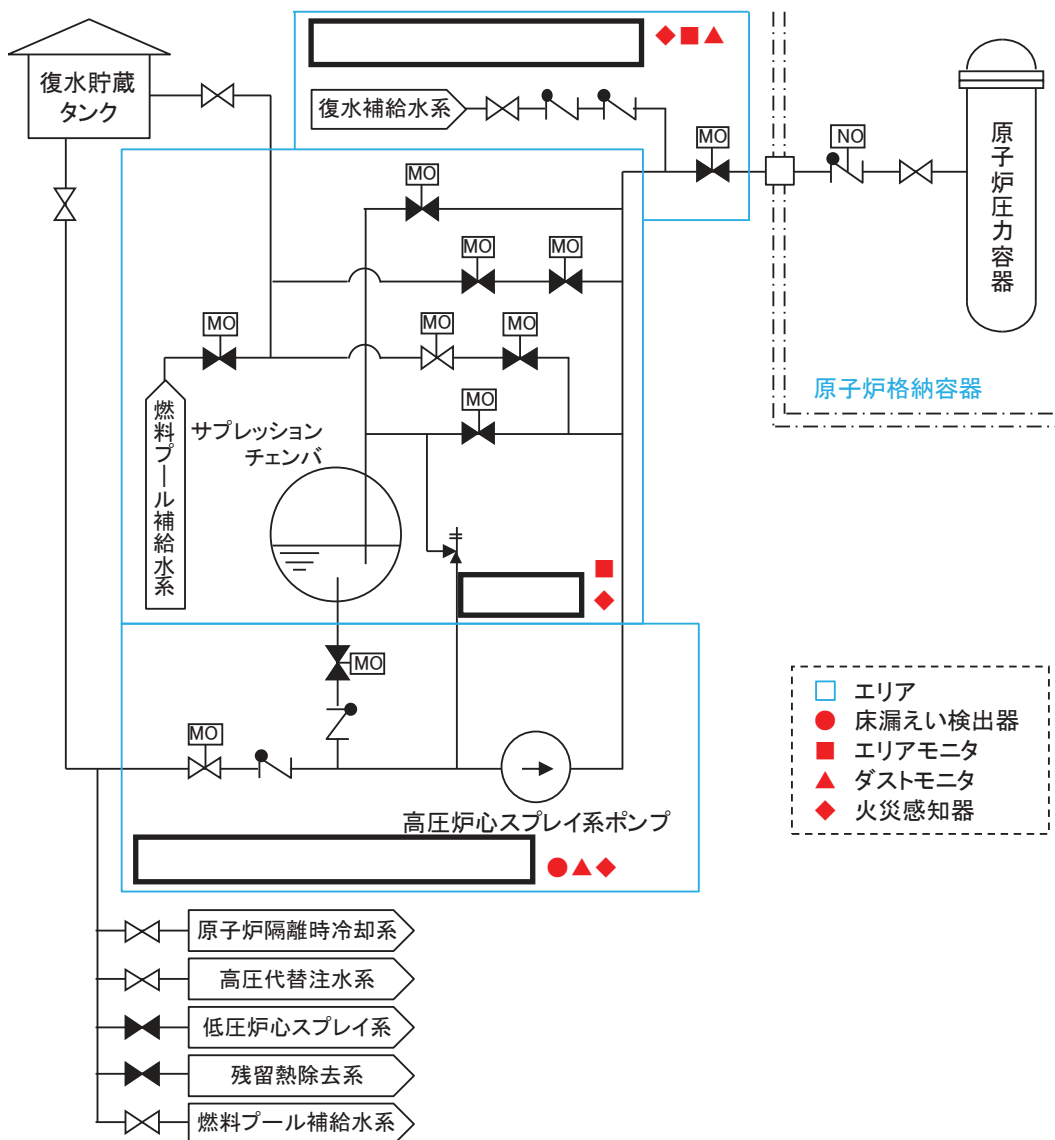 復水貯蔵
タンク
復水補給水系
MO
NO
原子炉圧力容器
MO
MO
MO
MO
MO
MO
MO
原子炉格納容器
燃料プール補給水系
サプレッション
チェンバ
MO
MO
高圧炉心スプレイ系ポンプ
エリア
床漏えい検出器
エリアモニタ
ダストモニタ
火災感知器
原子炉隔離時冷却系
高圧代替注水系
低圧炉心スプレイ系
残留熱除去系
燃料プール補給水系